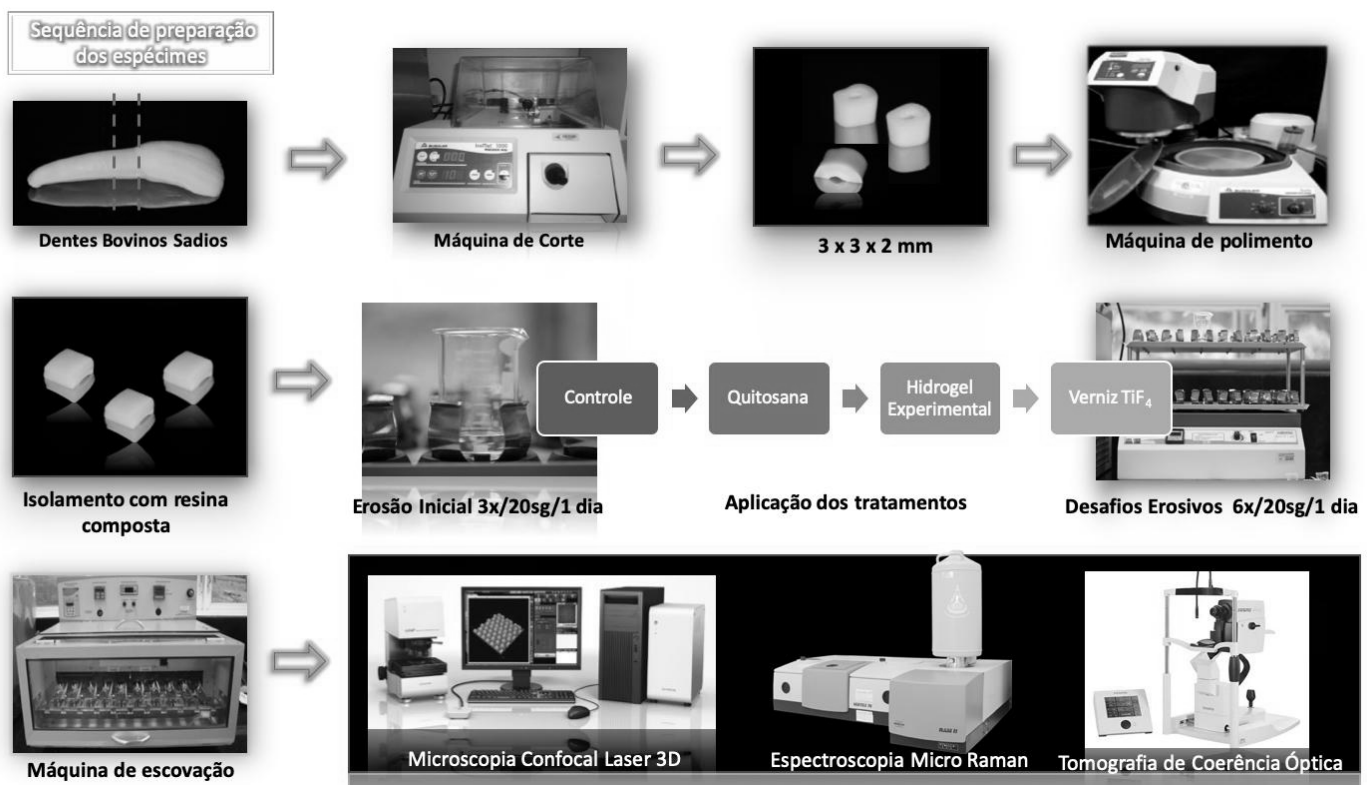 Sequência de preparação
dos espécimes
Dentes Bovinos Sadios
Máquina de Corte
3 x 3 x 2 mm
Máquina de polimento
Isolamento com resina
composta
Erosão Inicial 3x/20sg/1 dia
Controle
Quitosana
Hidrogel
Experimental
Verniz TiF₄
Aplicação dos tratamentos
Desafios Erosivos 6x/20sg/1 dia
Máquina de escovação
Microscopia Confocal Laser 3D
Espectroscopia Micro Raman
Tomografia de Coerência Óptica